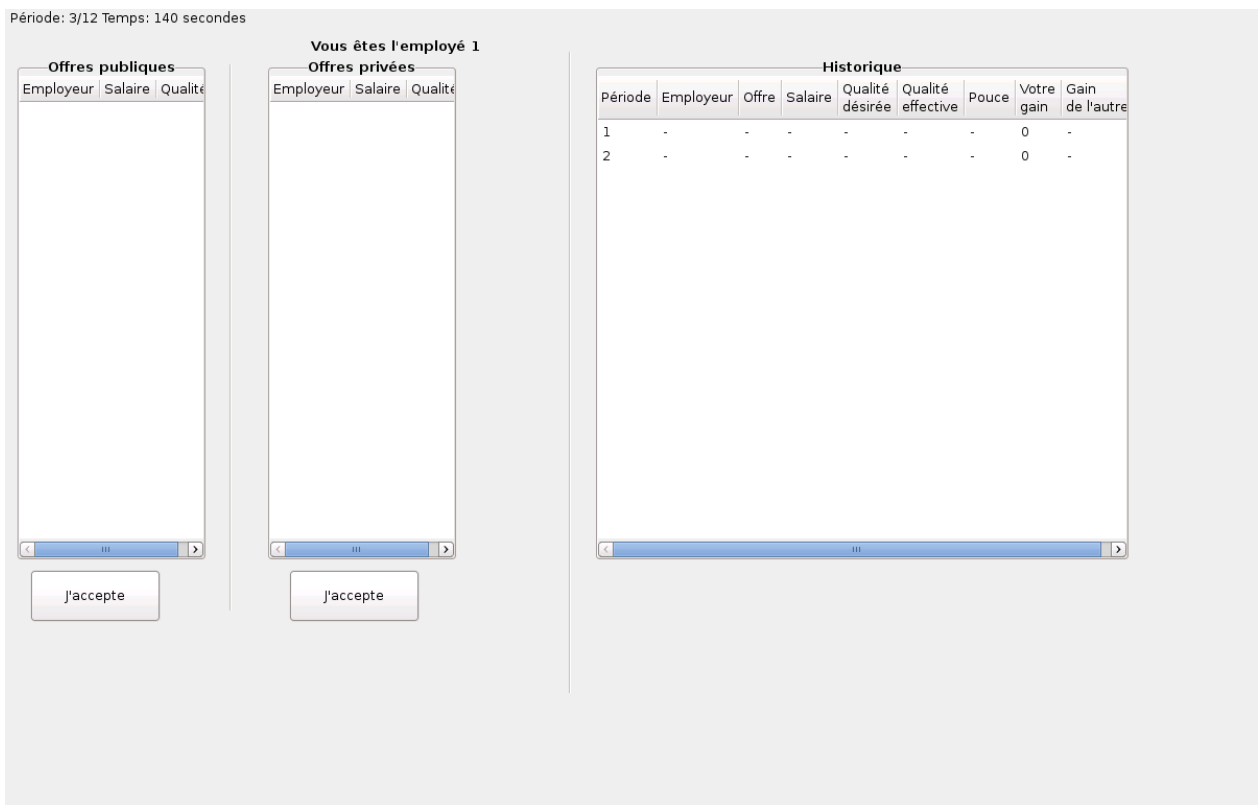 Période: 3/12 Temps: 140 secondes
Vous êtes l'employé 1
Offres publiques
Employeur Salaire Qualité
J'accepte
Offres privées
Employeur Salaire Qualité
J'accepte
Historique
Période Employeur Offre Salaire Qualité désirée Qualité effective Pouce Votre gain Gain de l'autre
1 - - - - - - 0 -
2 - - - - - - 0 -